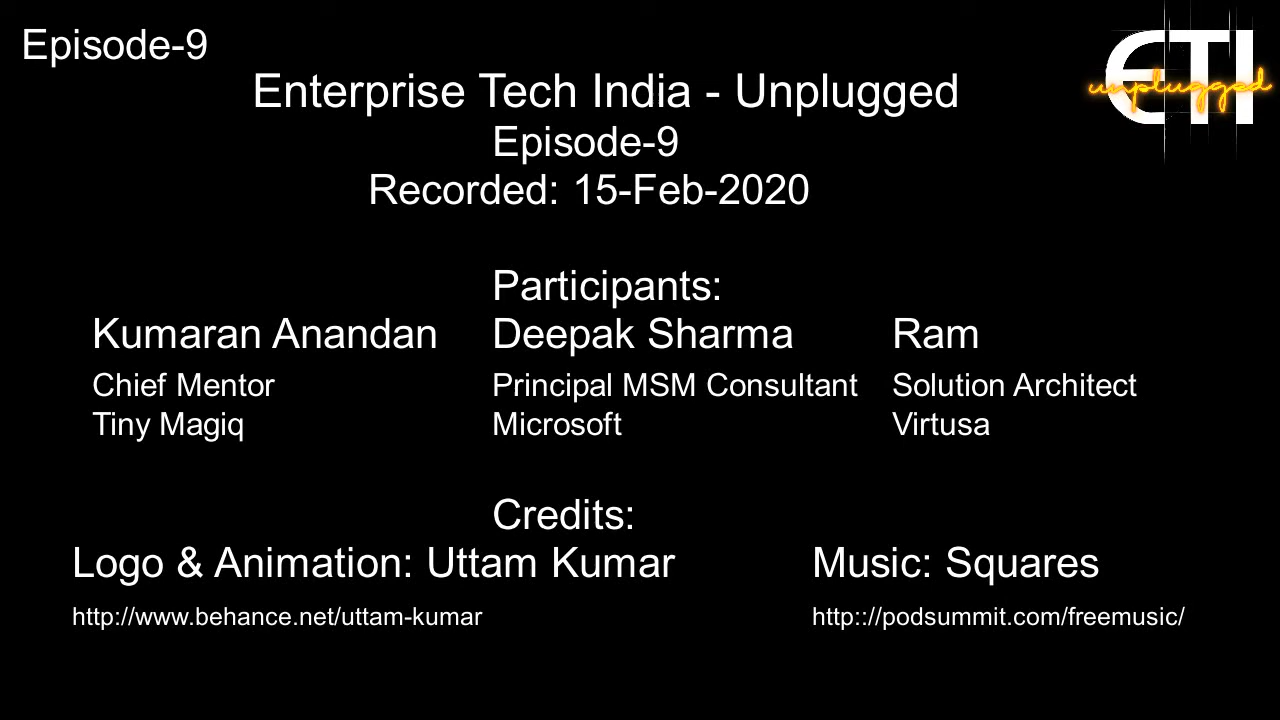 Episode-9
ETI
unplugged
Enterprise Tech India - Unplugged
Episode-9
Recorded: 15-Feb-2020
Participants:
Kumaran Anandan Deepak Sharma Ram
Chief Mentor Principal MSM Consultant Solution Architect
Tiny Magiq Microsoft Virtusa
Credits:
Logo & Animation: Uttam Kumar Music: Squares
http://www.behance.net/uttam-kumar http:://podsummit.com/freemusic/